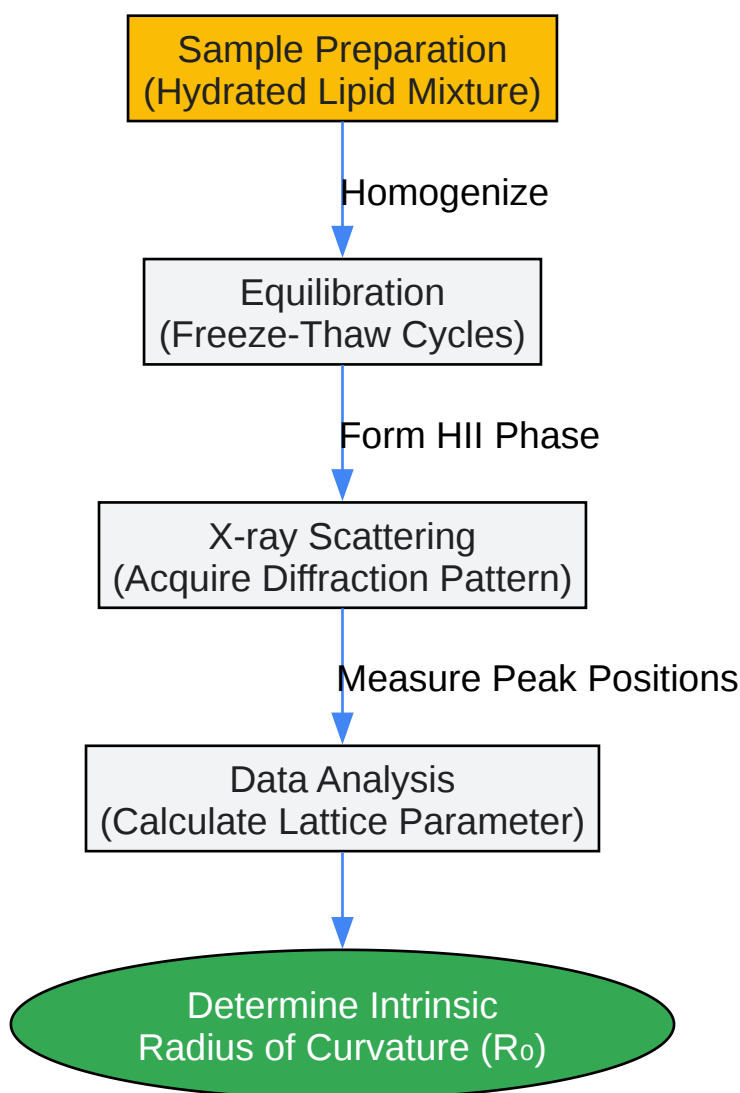 Sample Preparation
(Hydrated Lipid Mixture)
Homogenize
Equilibration
(Freeze-Thaw Cycles)
Form HII Phase
X-ray Scattering
(Acquire Diffraction Pattern)
Measure Peak Positions
Data Analysis
(Calculate Lattice Parameter)
Determine Intrinsic
Radius of Curvature (R₀)